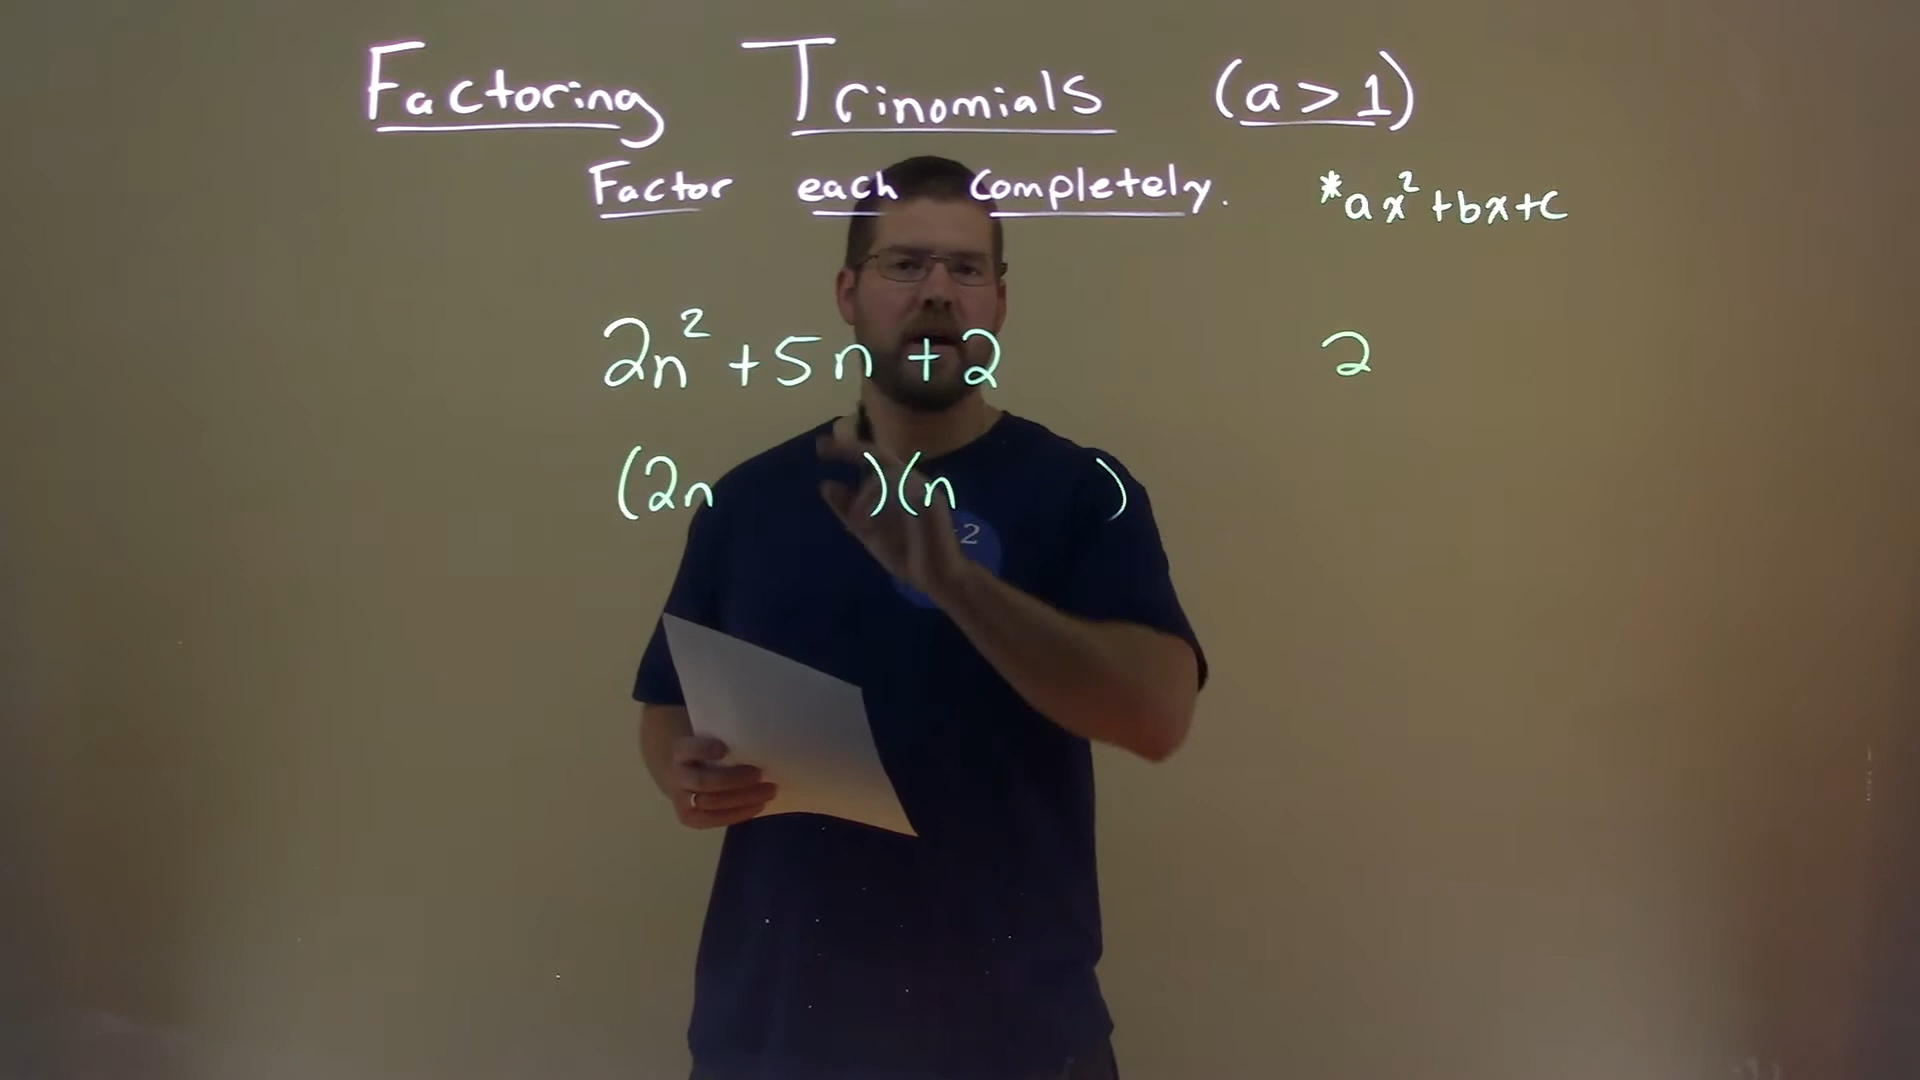 Factoring Trinomials (a > 1)
Factor each completely. *ax²+bx+c
2n² + 5n + 2 2
(2n )(n )